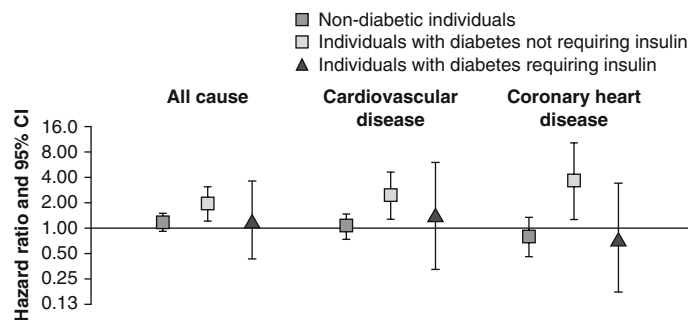 Non-diabetic individuals
Individuals with diabetes not requiring insulin
Individuals with diabetes requiring insulin
All cause
Cardiovascular
disease
Coronary heart
disease
Hazard ratio and 95% CI
16.0
8.00
4.00
2.00
1.00
0.50
0.25
0.13